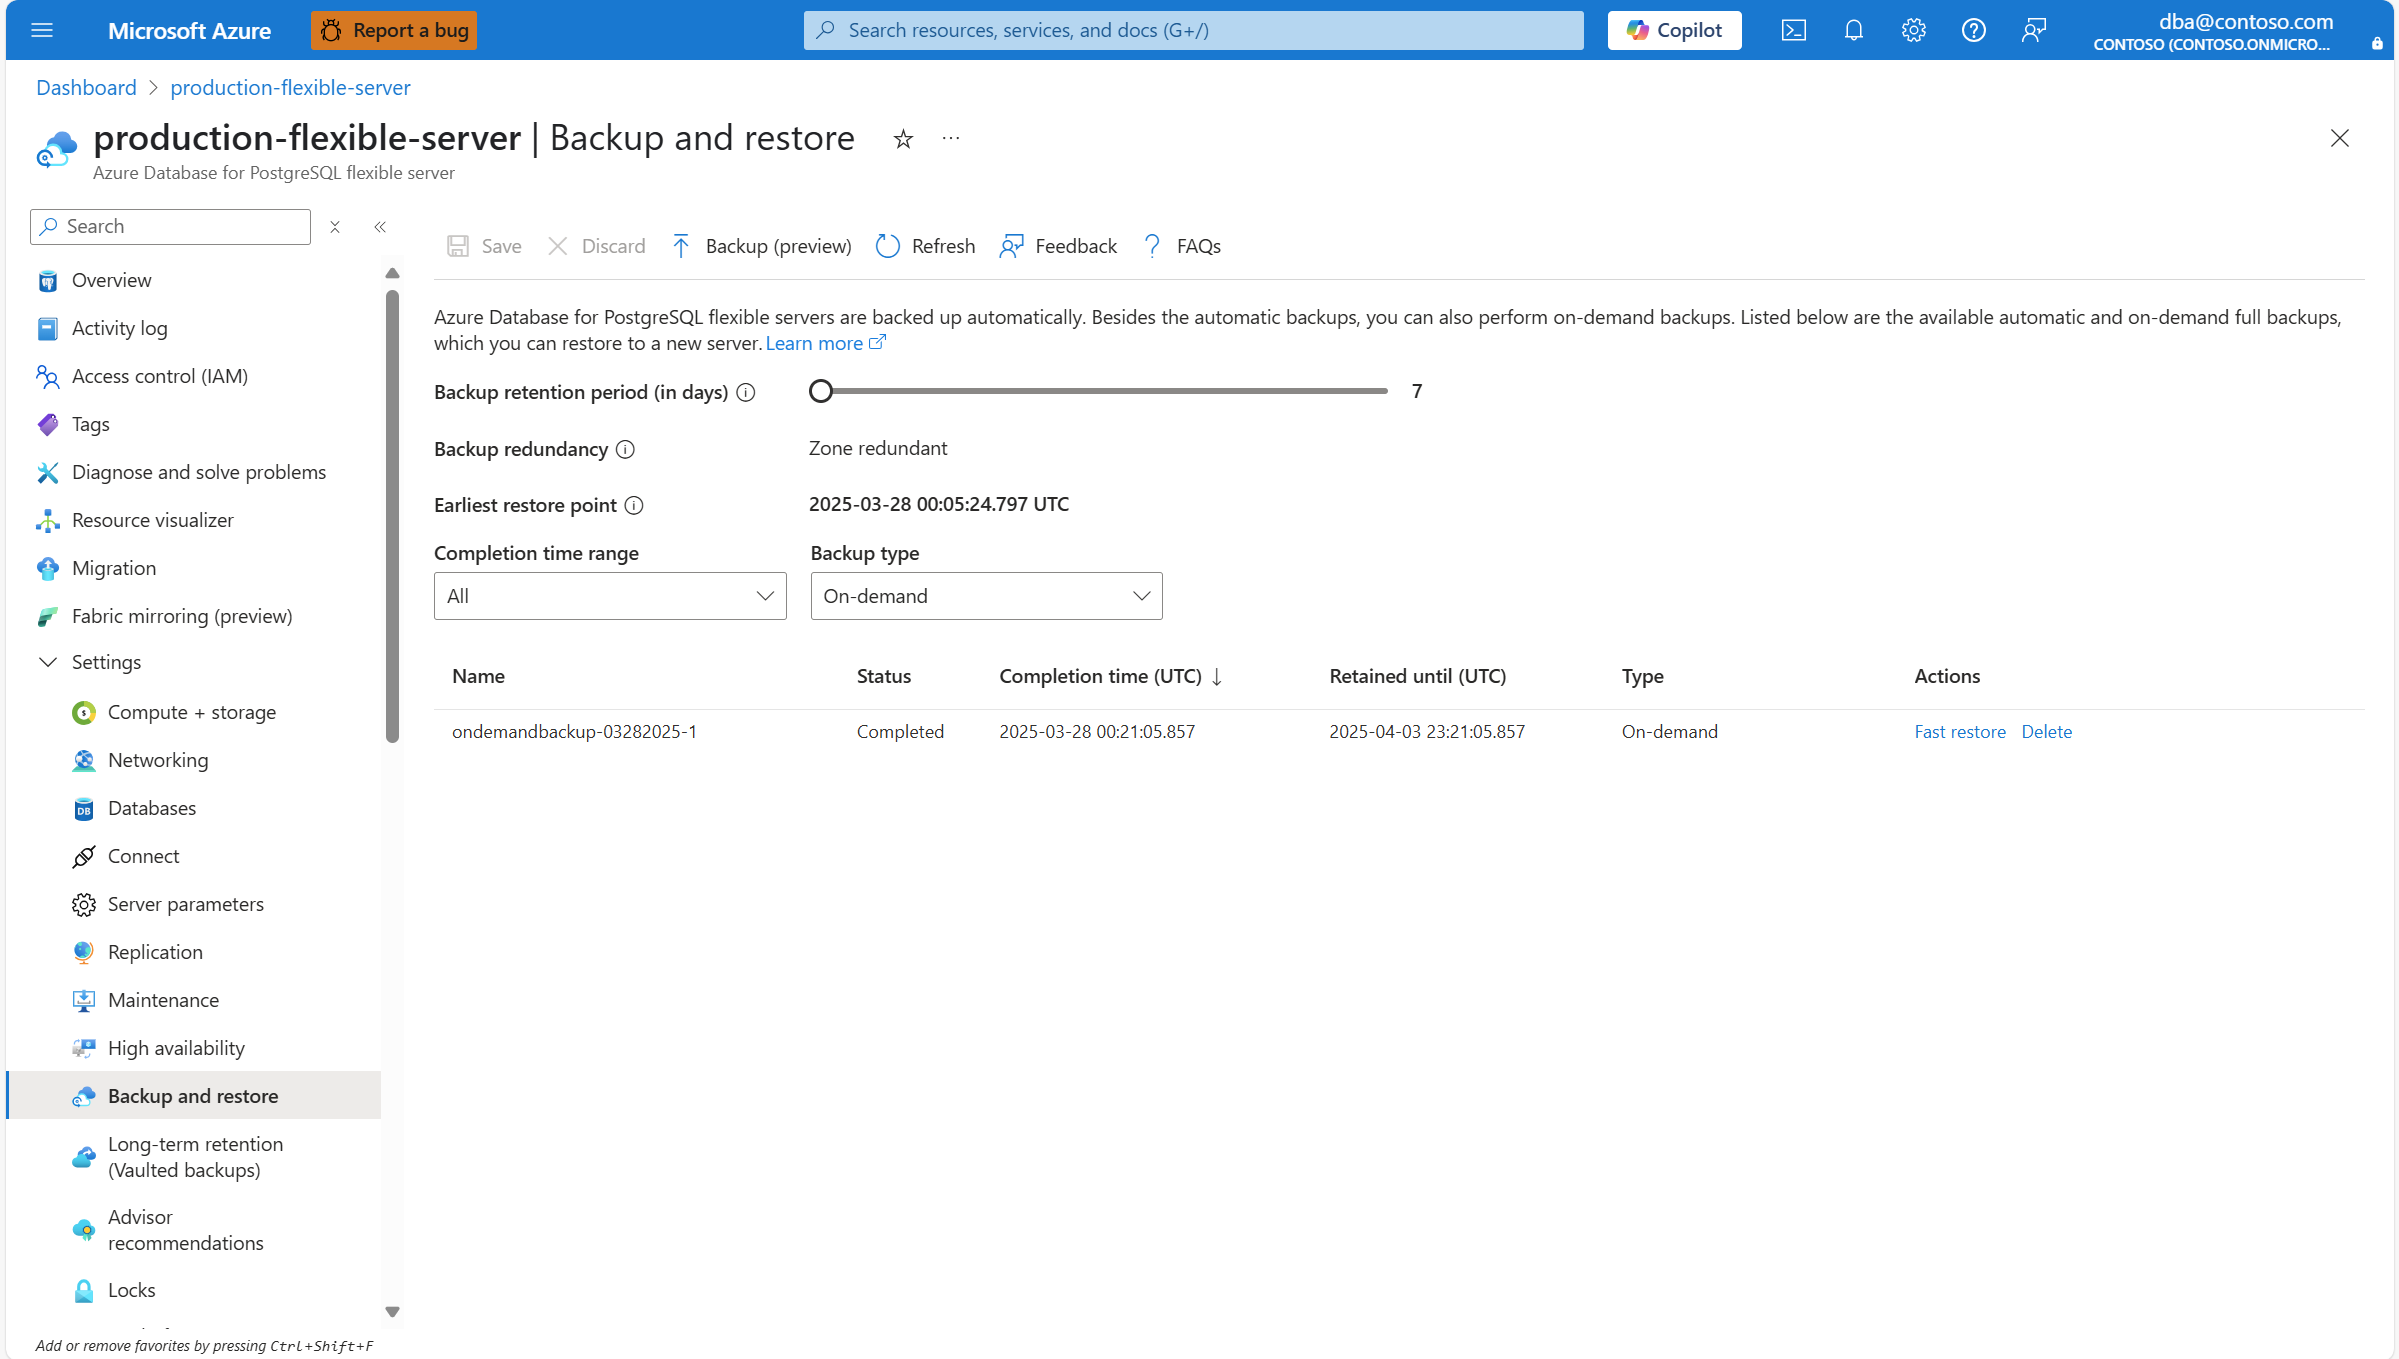 Microsoft Azure
Report a bug
Search resources, services, and docs (G+/)
Copilot
dba@contoso.com
CONTOSO (CONTOSO.ONMICRO...
Dashboard > production-flexible-server
production-flexible-server | Backup and restore
Azure Database for PostgreSQL flexible server
Search
Overview
Activity log
Access control (IAM)
Tags
Diagnose and solve problems
Resource visualizer
Migration
Fabric mirroring (preview)
Settings
Compute + storage
Networking
Databases
Connect
Server parameters
Replication
Maintenance
High availability
Backup and restore
Long-term retention
(Vaulted backups)
Advisor
recommendations
Locks
Add or remove favorites by pressing Ctrl+Shift+F
Save
Discard
Backup (preview)
Refresh
Feedback
FAQs
Azure Database for PostgreSQL flexible servers are backed up automatically. Besides the automatic backups, you can also perform on-demand backups. Listed below are the available automatic and on-demand full backups,
which you can restore to a new server. Learn more
Backup retention period (in days) 7
Backup redundancy Zone redundant
Earliest restore point 2025-03-28 00:05:24.797 UTC
Completion time range Backup type
All On-demand
Name Status Completion time (UTC) ↓ Retained until (UTC) Type Actions
ondemandbackup-03282025-1 Completed 2025-03-28 00:21:05.857 2025-04-03 23:21:05.857 On-demand Fast restore Delete